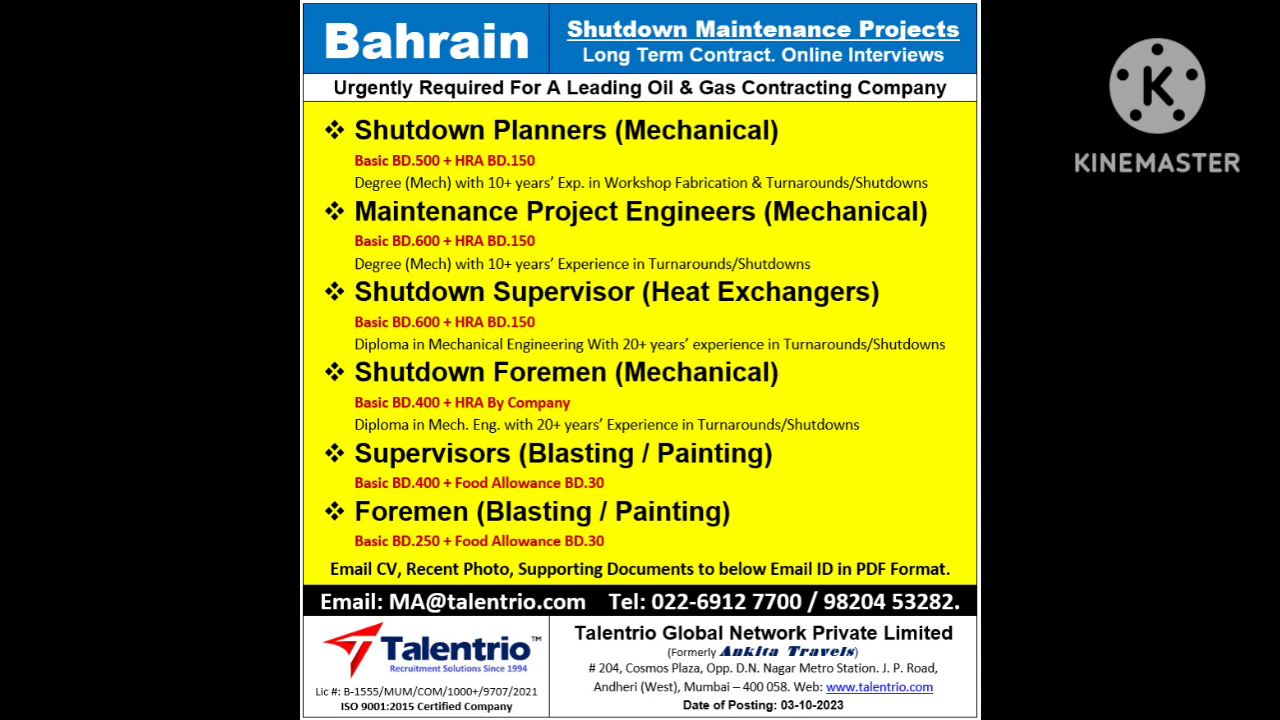 Bahrain
Shutdown Maintenance Projects
Long Term Contract. Online Interviews
Urgently Required For A Leading Oil & Gas Contracting Company
❖ Shutdown Planners (Mechanical)
Basic BD.500 + HRA BD.150
Degree (Mech) with 10+ years’ Exp. in Workshop Fabrication & Turnarounds/Shutdowns
❖ Maintenance Project Engineers (Mechanical)
Basic BD.600 + HRA BD.150
Degree (Mech) with 10+ years’ Experience in Turnarounds/Shutdowns
❖ Shutdown Supervisor (Heat Exchangers)
Basic BD.600 + HRA BD.150
Diploma in Mechanical Engineering With 20+ years’ experience in Turnarounds/Shutdowns
❖ Shutdown Foremen (Mechanical)
Basic BD.400 + HRA By Company
Diploma in Mech. Eng. with 20+ years’ Experience in Turnarounds/Shutdowns
❖ Supervisors (Blasting / Painting)
Basic BD.400 + Food Allowance BD.30
❖ Foremen (Blasting / Painting)
Basic BD.250 + Food Allowance BD.30
Email CV, Recent Photo, Supporting Documents to below Email ID in PDF Format.
Email: MA@talentrio.com Tel: 022-6912 7700 / 98204 53282.
Talentrio™
Recruitment Solutions Since 1994
Lic #: B-1555/MUM/COM/1000+/9707/2021
ISO 9001:2015 Certified Company
Talentrio Global Network Private Limited
(Formerly Ankita Travels)
# 204, Cosmos Plaza, Opp. D.N. Nagar Metro Station. J. P. Road,
Andheri (West), Mumbai – 400 058. Web: www.talentrio.com
Date of Posting: 03-10-2023
K
KINEMASTER